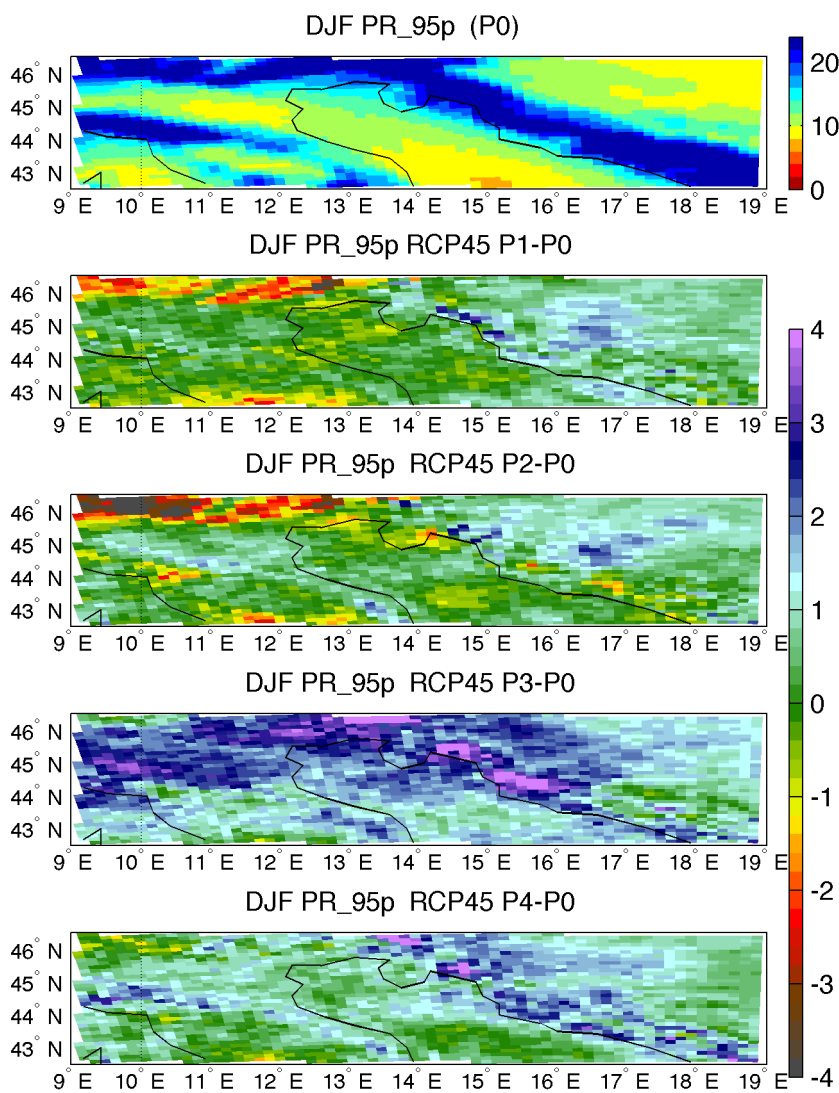 DJF PR_95p (P0)
46° N
45° N
44° N
43° N
9° E 10° E 11° E 12° E 13° E 14° E 15° E 16° E 17° E 18° E 19° E
20
10
0
DJF PR_95p RCP45 P1-P0
46° N
45° N
44° N
43° N
9° E 10° E 11° E 12° E 13° E 14° E 15° E 16° E 17° E 18° E 19° E
DJF PR_95p RCP45 P2-P0
46° N
45° N
44° N
43° N
9° E 10° E 11° E 12° E 13° E 14° E 15° E 16° E 17° E 18° E 19° E
DJF PR_95p RCP45 P3-P0
46° N
45° N
44° N
43° N
9° E 10° E 11° E 12° E 13° E 14° E 15° E 16° E 17° E 18° E 19° E
DJF PR_95p RCP45 P4-P0
46° N
45° N
44° N
43° N
9° E 10° E 11° E 12° E 13° E 14° E 15° E 16° E 17° E 18° E 19° E
4
3
2
1
0
-1
-2
-3
-4